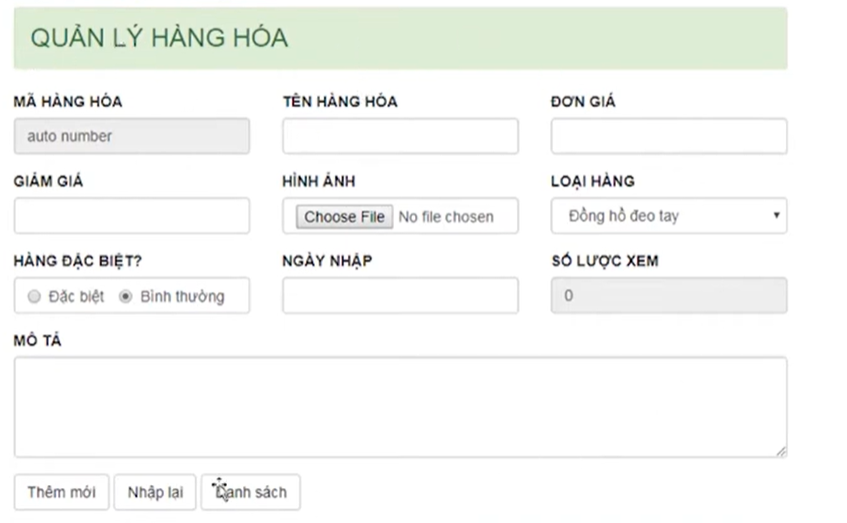 QUẢN LÝ HÀNG HÓA
MÃ HÀNG HÓA TÊN HÀNG HÓA ĐƠN GIÁ
auto number
GIẢM GIÁ HÌNH ẢNH LOẠI HÀNG
Choose File No file chosen Đồng hồ đeo tay
HÀNG ĐẶC BIỆT? NGÀY NHẬP SỐ LƯỢC XEM
Đặc biệt Bình thường 0
MÔ TẢ
Thêm mới Nhập lại Danh sách